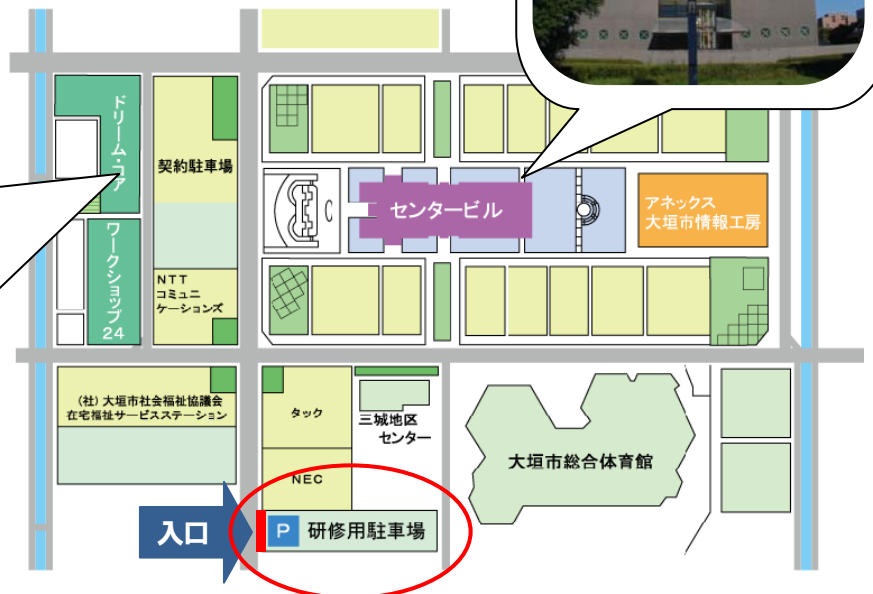 ドリーム・コア
契約駐車場
センタービル
アネックス
大垣市情報工房
ワークショップ
24
NTT
コミュニ
ケーションズ
(社)大垣市社会福祉協議会
在宅福祉サービスステーション
タック
三城地区
センター
大垣市総合体育館
NEC
入口
P 研修用駐車場